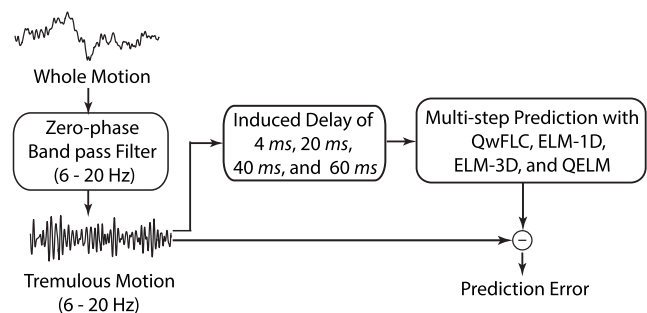 Whole Motion
Zero-phase
Band pass Filter
(6 - 20 Hz)
Tremulous Motion
(6 - 20 Hz)
Induced Delay of
4 ms, 20 ms,
40 ms, and 60 ms
Multi-step Prediction with
QwFLC, ELM-1D,
ELM-3D, and QELM
−
Prediction Error